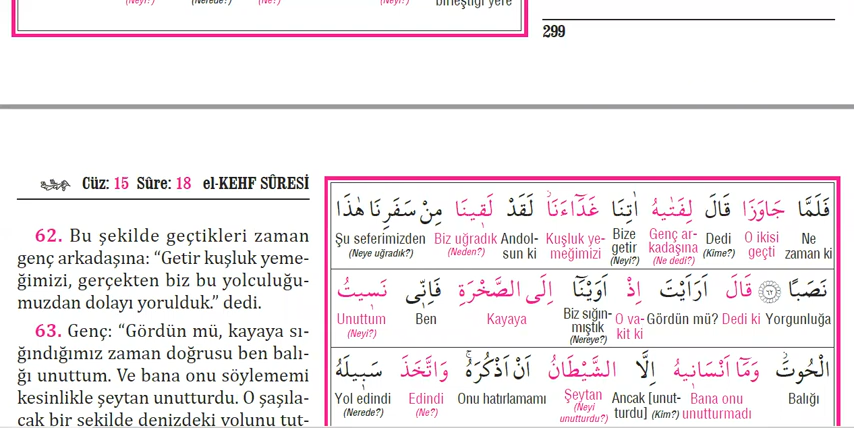 (Neyi?) (Nerede?) (Ne?) (Neyi?) birleştiği yere
299
Cüz: 15 Sûre: 18 el-KEHF SÛRESİ
62. Bu şekilde geçtikleri zaman
genç arkadaşına: “Getir kuşluk yeme-
ğimizi, gerçekten biz bu yolculuğu-
muzdan dolayı yorulduk.” dedi.
63. Genç: “Gördün mü, kayaya sı-
ğındığımız zaman doğrusu ben balı-
ğı unuttum. Ve bana onu söylememi
kesinlikle şeytan unutturdu. O şaşıla-
cak bir şekilde denizdeki yolunu tut-
فَلَمَّا جَاوَزَا قَالَ لِفَتٰيهُ اٰتِنَا غَدَٓاءَنَاۘ لَقَدْ لَق۪ينَا مِنْ سَفَرِنَا هٰذَا
Şu seferimizden Biz uğradık Andol- Kuşluk ye- Bize Genç ar- Dedi O ikisi Ne
(Neye uğradık?) (Neden?) sun ki meğimizi getir kadaşına (Kime?) geçti zaman ki
(Neyi?) (Ne dedi?)
نَصَبًا ﴿٦٢﴾ قَالَ اَرَاَيْتَ اِذْ اَوَيْنَٓا اِلَى الصَّخْرَةِ فَاِنّ۪ي نَس۪يتُ
Unuttum Ben Kayaya Biz sığın- O va- Gördün mü? Dedi ki Yorgunluğa
(Neyi?) mıştık kit ki
(Nereye?)
الْحُوتَۘ وَمَٓا اَنْسَان۪يهُ اِلَّا الشَّيْطَانُ اَنْ اَذْكُرَهُۚ وَاتَّخَذَ سَب۪يلَهُ
Yol edindi Edindi Onu hatırlamamı Şeytan Ancak [unut- Bana onu Balığı
(Nerede?) (Ne?) (Neyi turdu] (Kim?) unutturmadı
unutturdu?)